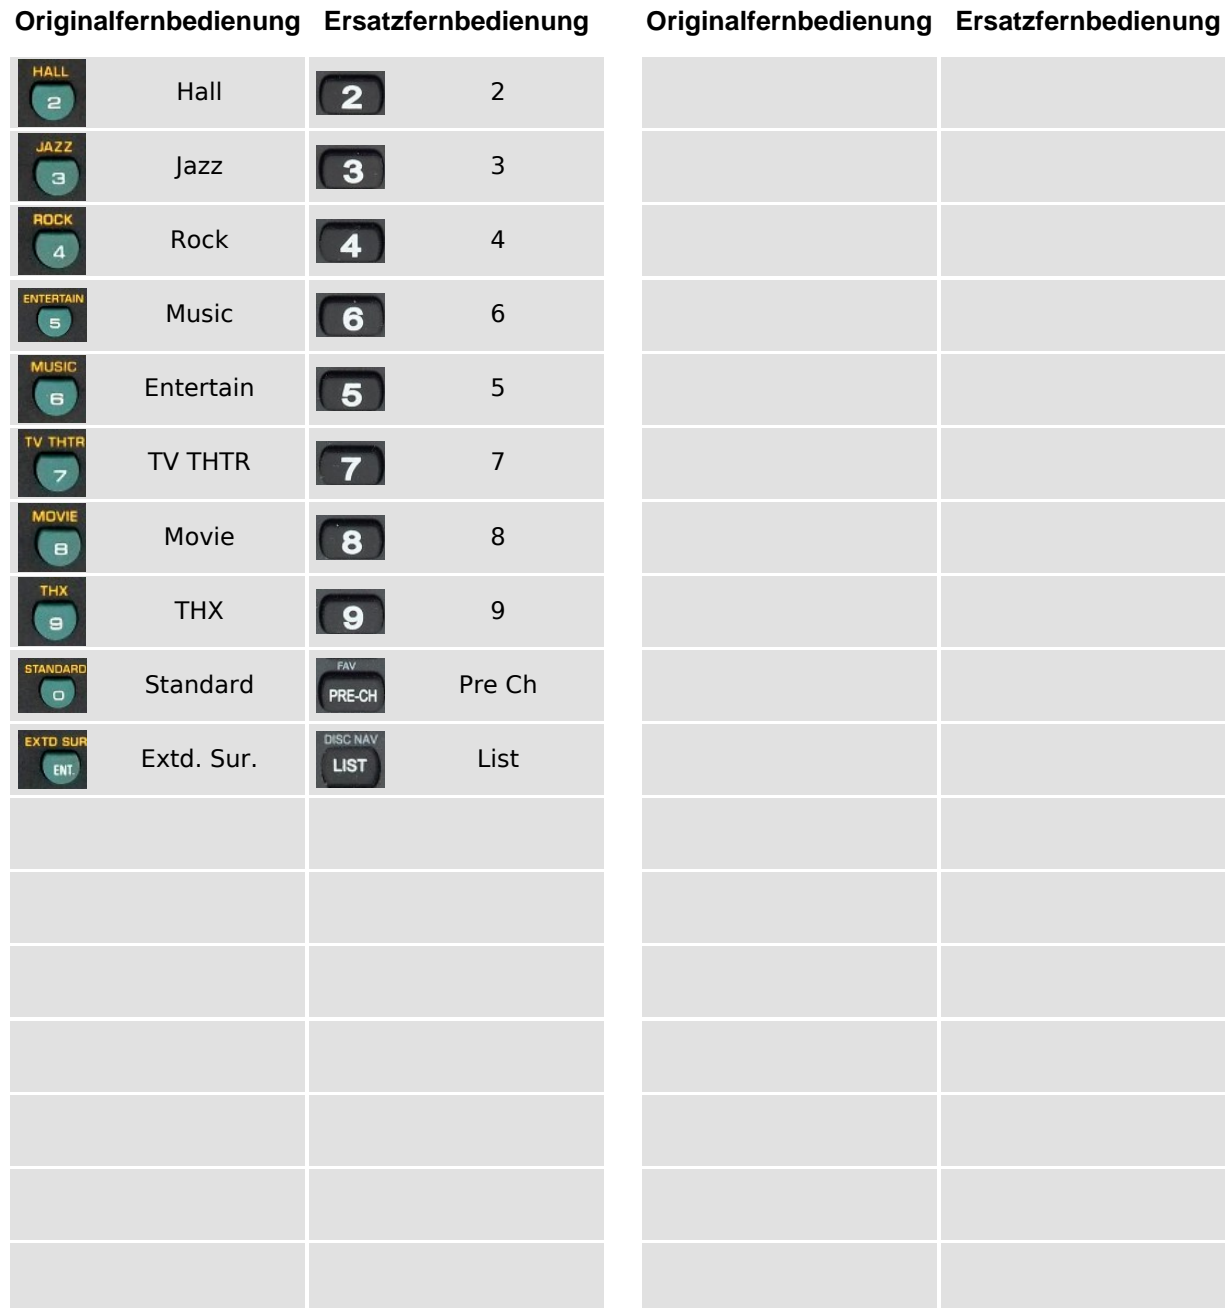 Originalfernbedienung Ersatzfernbedienung Originalfernbedienung Ersatzfernbedienung
HALL
2 Hall 2 2
JAZZ
3 Jazz 3 3
ROCK
4 Rock 4 4
ENTERTAIN
5 Music 6 6
MUSIC
6 Entertain 5 5
TV THTR
7 TV THTR 7 7
MOVIE
8 Movie 8 8
THX
9 THX 9 9
STANDARD FAV
0 Standard PRE-CH Pre Ch
EXTD SUR DISC NAV
ENT. Extd. Sur. LIST List